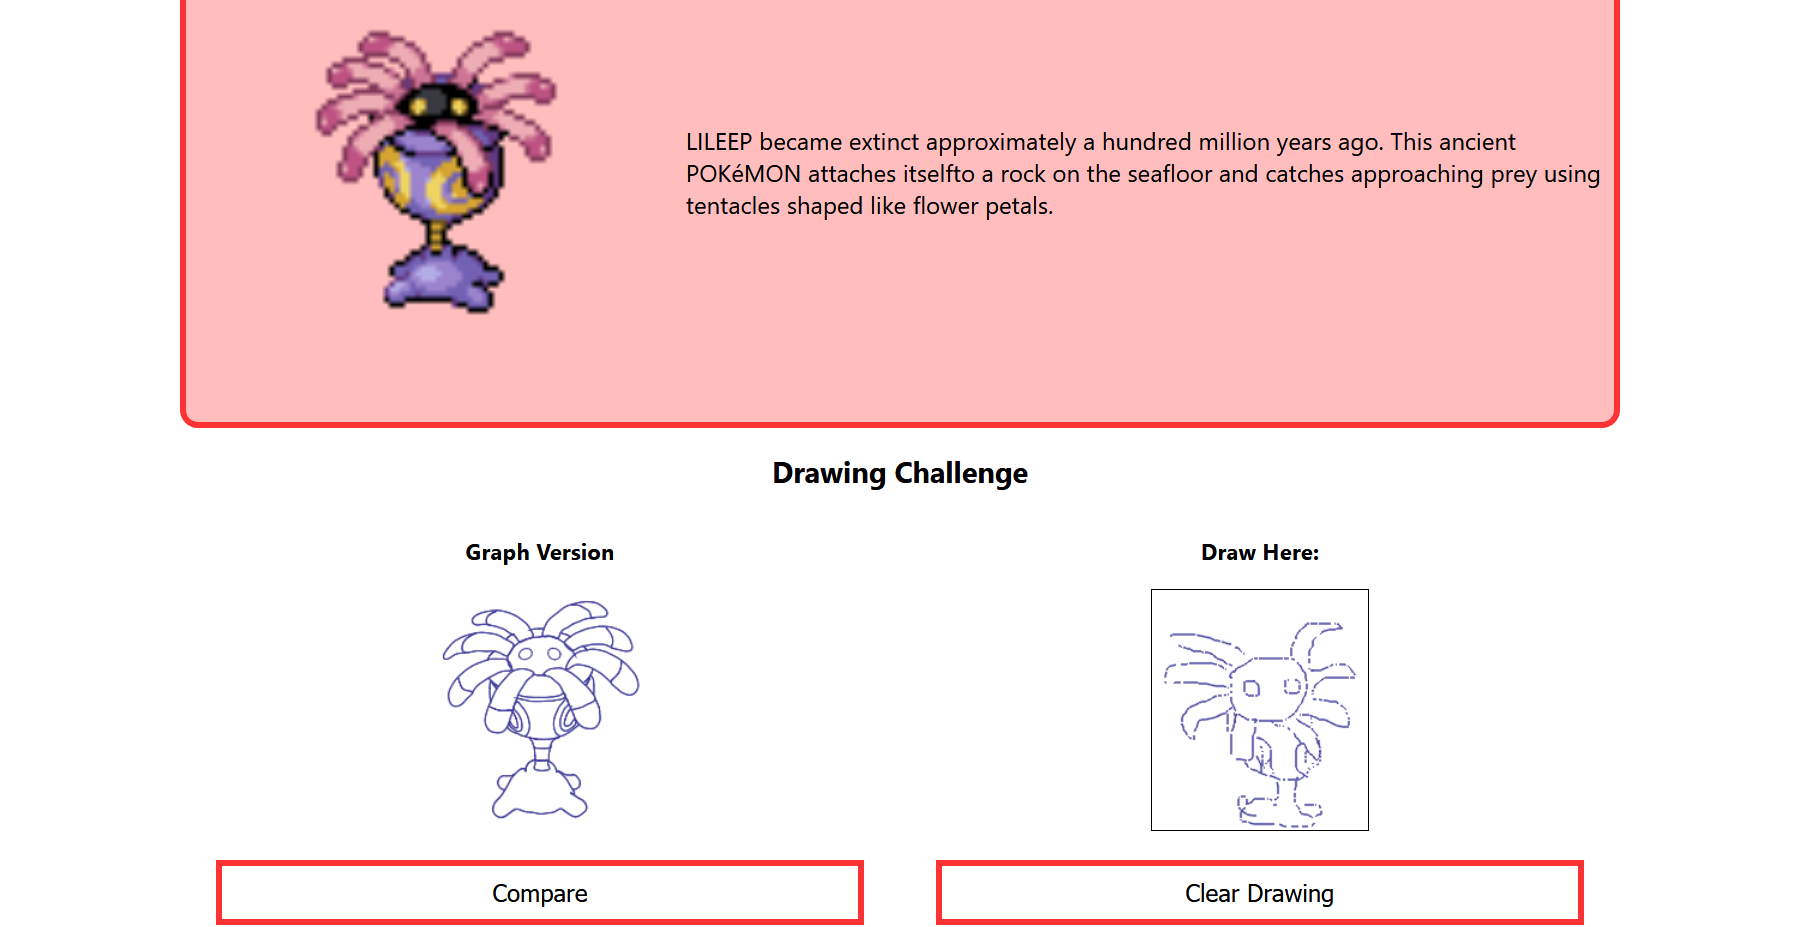 LILEEP became extinct approximately a hundred million years ago. This ancient
POKéMON attaches itselfto a rock on the seafloor and catches approaching prey using
tentacles shaped like flower petals.
Drawing Challenge
Graph Version
Draw Here:
Compare
Clear Drawing